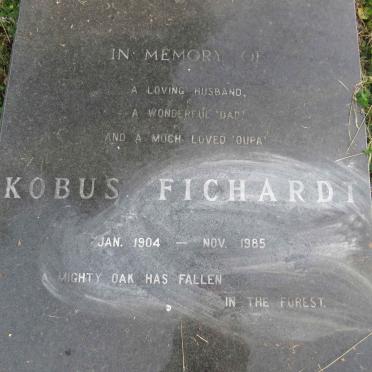 IN MEMORY OF
A LOVING HUSBAND,
A WONDERFUL 'DAD'
AND A MUCH LOVED 'OUPA'
KOBUS FICHARDT
JAN. 1904 — NOV. 1985
A MIGHTY OAK HAS FALLEN
IN THE FOREST.